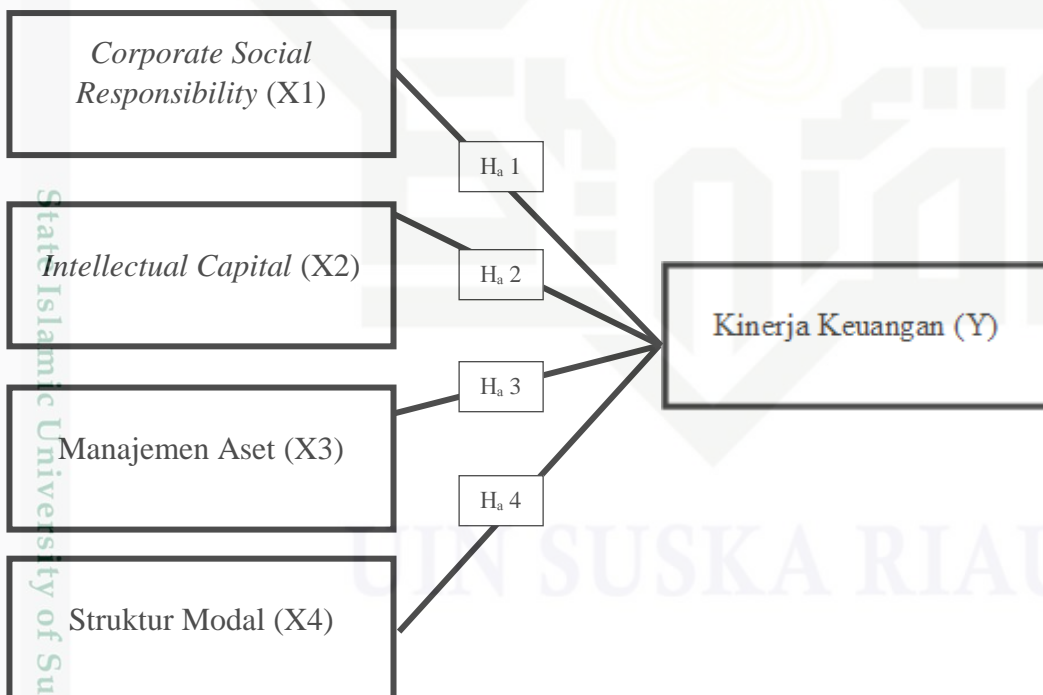 Corporate Social
Responsibility (X1)
Hₐ 1
Intellectual Capital (X2)
Hₐ 2
Kinerja Keuangan (Y)
Hₐ 3
Manajemen Aset (X3)
Hₐ 4
Struktur Modal (X4)
State Islamic University of Su
UIN SUSKA RIAU